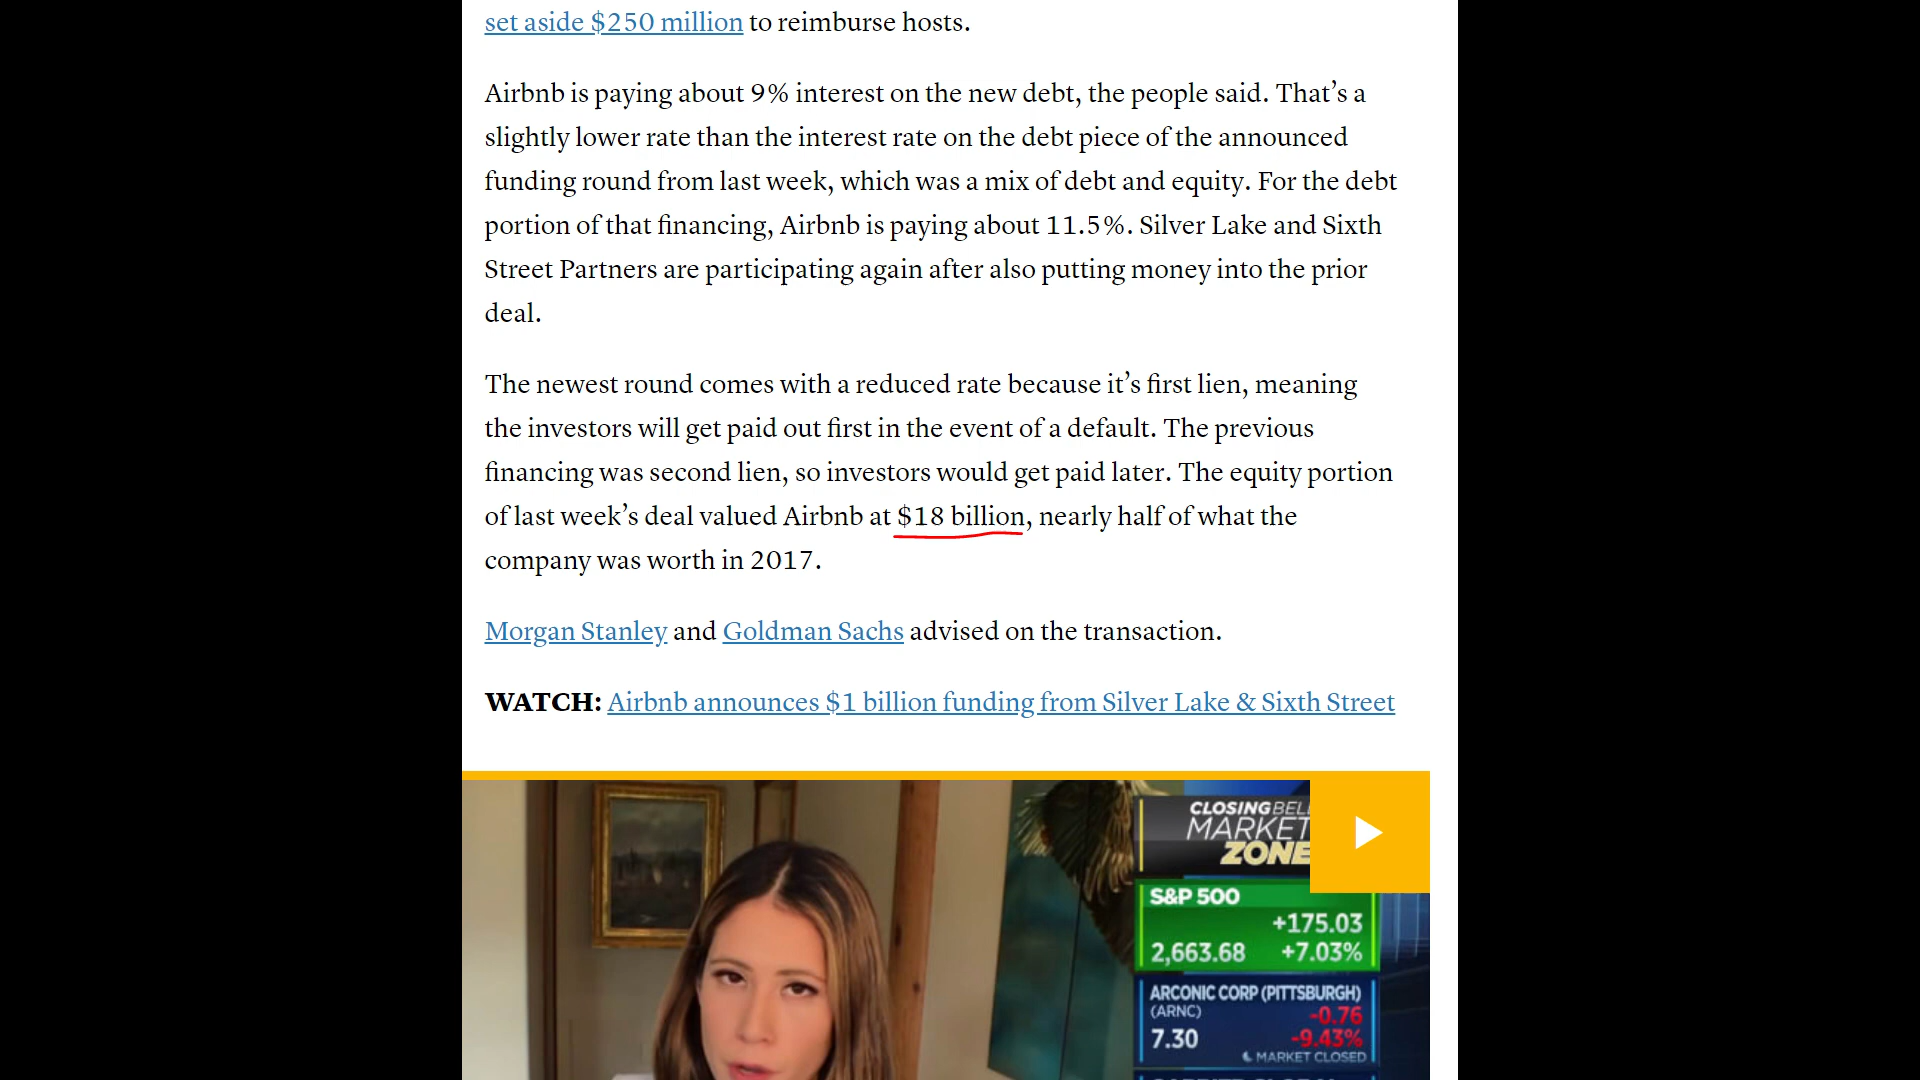 set aside $250 million to reimburse hosts.
Airbnb is paying about 9% interest on the new debt, the people said. That’s a
slightly lower rate than the interest rate on the debt piece of the announced
funding round from last week, which was a mix of debt and equity. For the debt
portion of that financing, Airbnb is paying about 11.5%. Silver Lake and Sixth
Street Partners are participating again after also putting money into the prior
deal.
The newest round comes with a reduced rate because it’s first lien, meaning
the investors will get paid out first in the event of a default. The previous
financing was second lien, so investors would get paid later. The equity portion
of last week’s deal valued Airbnb at $18 billion, nearly half of what the
company was worth in 2017.
Morgan Stanley and Goldman Sachs advised on the transaction.
WATCH: Airbnb announces $1 billion funding from Silver Lake & Sixth Street
CLOSING BELL
MARKET
ZONE
S&P 500
+175.03
2,663.68 +7.03%
ARCONIC CORP (PITTSBURGH)
(ARNC) -0.76
7.30 -9.43%
MARKET CLOSED